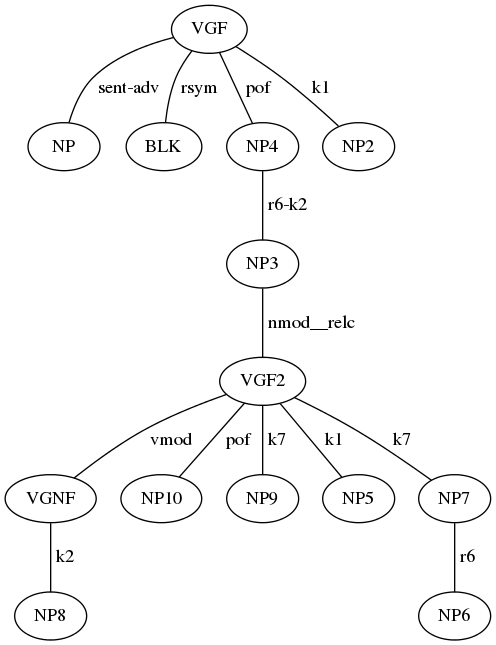 VGF
sent-adv rsym pof k1
NP BLK NP4 NP2
r6-k2
NP3
nmod__relc
VGF2
vmod pof k7 k1 k7
VGNF NP10 NP9 NP5 NP7
k2 r6
NP8 NP6